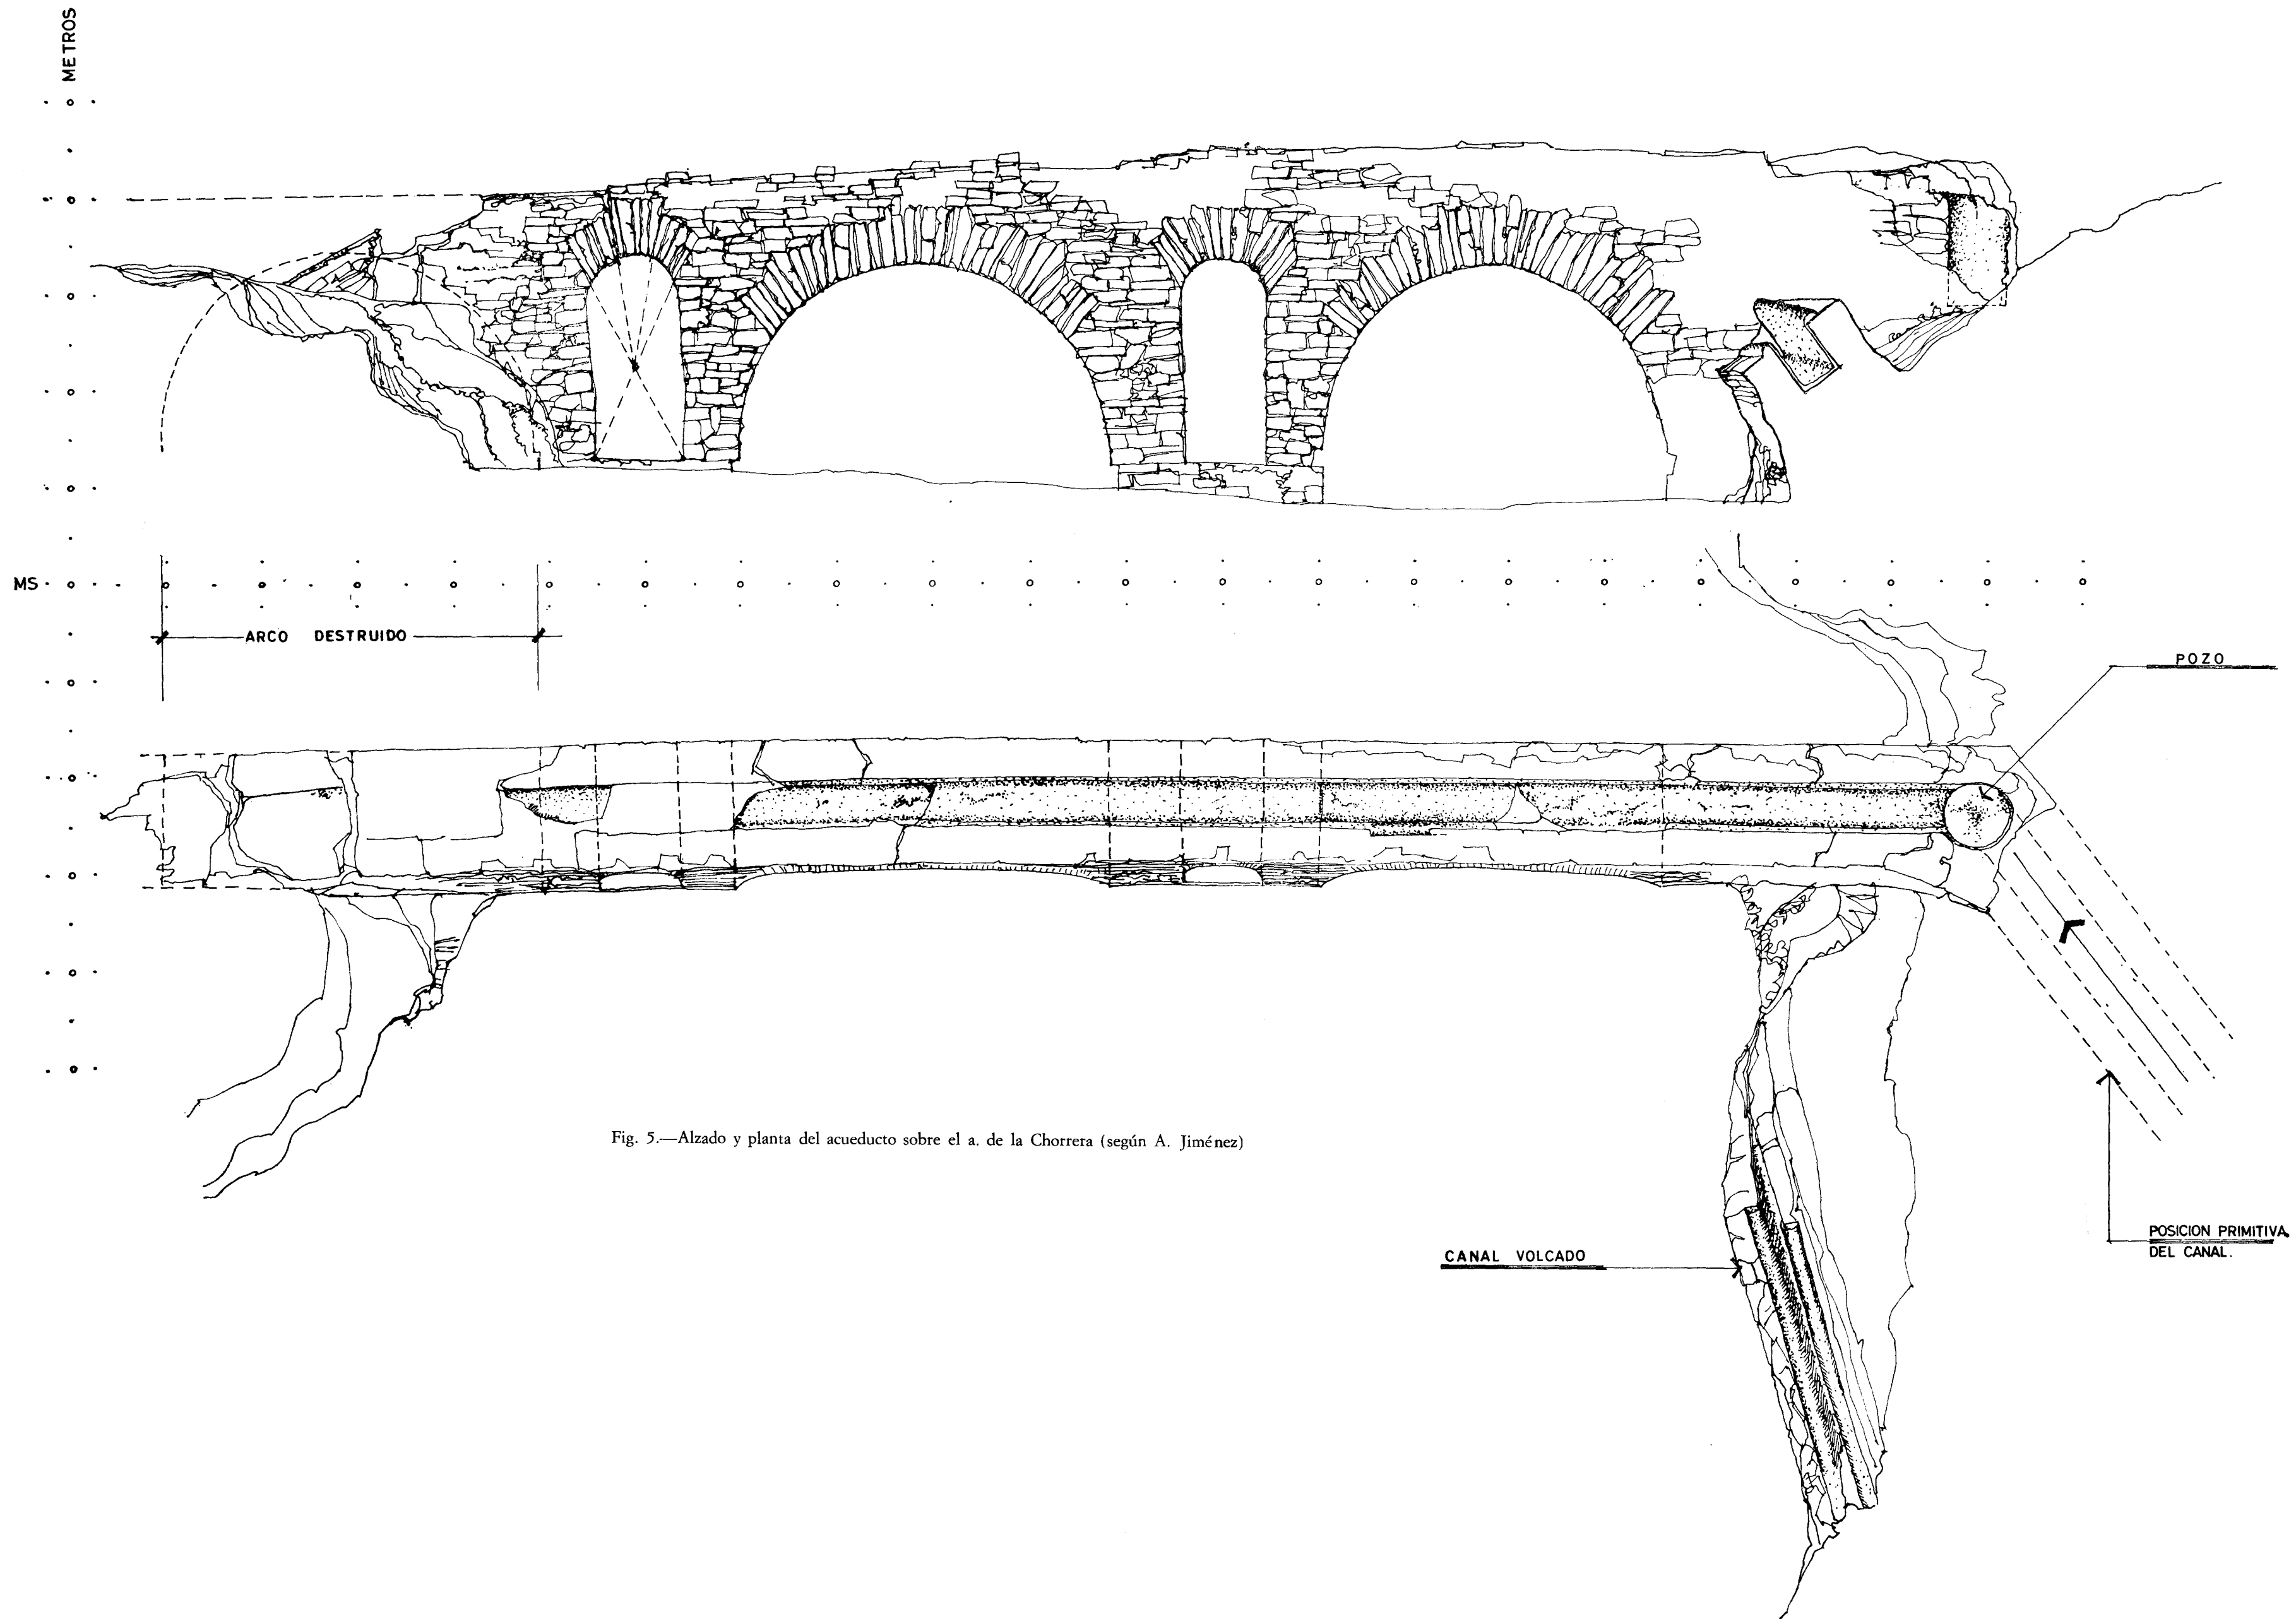 METROS
MS
ARCO DESTRUIDO
POZO
Fig. 5.—Alzado y planta del acueducto sobre el a. de la Chorrera (según A. Jiménez)
CANAL VOLCADO
POSICION PRIMITIVA
DEL CANAL.